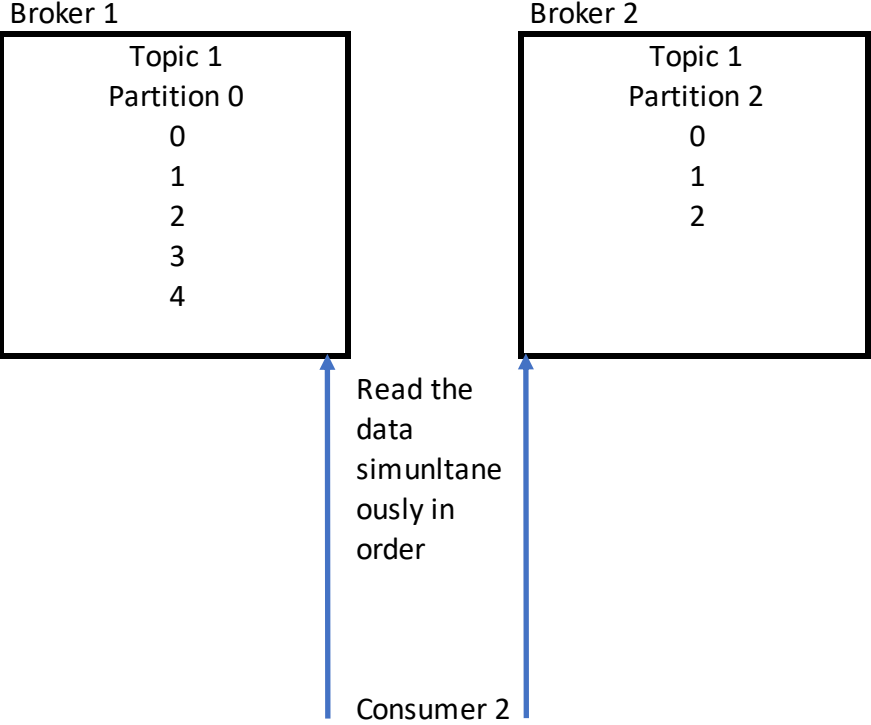 Broker 1
Topic 1
Partition 0
0
1
2
3
4
Broker 2
Topic 1
Partition 2
0
1
2
Read the
data
simunltane
ously in
order
Consumer 2